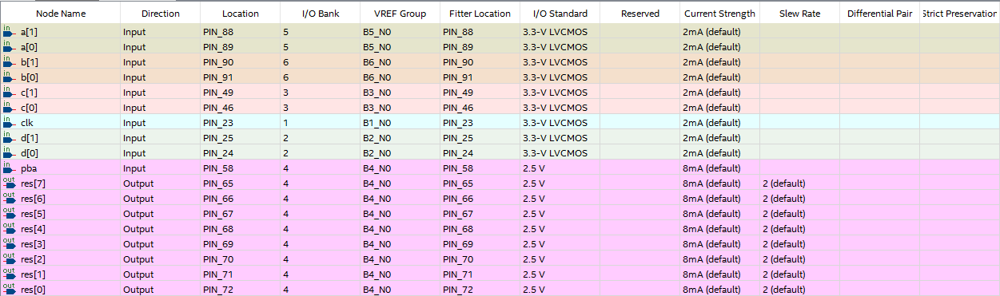 Node Name Direction Location I/O Bank VREF Group Fitter Location I/O Standard Reserved Current Strength Slew Rate Differential Pair Strict Preservation
in a[1] Input PIN_88 5 B5_N0 PIN_88 3.3-V LVCMOS 2mA (default)
in a[0] Input PIN_89 5 B5_N0 PIN_89 3.3-V LVCMOS 2mA (default)
in b[1] Input PIN_90 6 B6_N0 PIN_90 3.3-V LVCMOS 2mA (default)
in b[0] Input PIN_91 6 B6_N0 PIN_91 3.3-V LVCMOS 2mA (default)
in c[1] Input PIN_49 3 B3_N0 PIN_49 3.3-V LVCMOS 2mA (default)
in c[0] Input PIN_46 3 B3_N0 PIN_46 3.3-V LVCMOS 2mA (default)
in clk Input PIN_23 1 B1_N0 PIN_23 3.3-V LVCMOS 2mA (default)
in d[1] Input PIN_25 2 B2_N0 PIN_25 3.3-V LVCMOS 2mA (default)
in d[0] Input PIN_24 2 B2_N0 PIN_24 3.3-V LVCMOS 2mA (default)
in pba Input PIN_58 4 B4_N0 PIN_58 2.5 V 8mA (default)
out res[7] Output PIN_65 4 B4_N0 PIN_65 2.5 V 8mA (default) 2 (default)
out res[6] Output PIN_66 4 B4_N0 PIN_66 2.5 V 8mA (default) 2 (default)
out res[5] Output PIN_67 4 B4_N0 PIN_67 2.5 V 8mA (default) 2 (default)
out res[4] Output PIN_68 4 B4_N0 PIN_68 2.5 V 8mA (default) 2 (default)
out res[3] Output PIN_69 4 B4_N0 PIN_69 2.5 V 8mA (default) 2 (default)
out res[2] Output PIN_70 4 B4_N0 PIN_70 2.5 V 8mA (default) 2 (default)
out res[1] Output PIN_71 4 B4_N0 PIN_71 2.5 V 8mA (default) 2 (default)
out res[0] Output PIN_72 4 B4_N0 PIN_72 2.5 V 8mA (default) 2 (default)